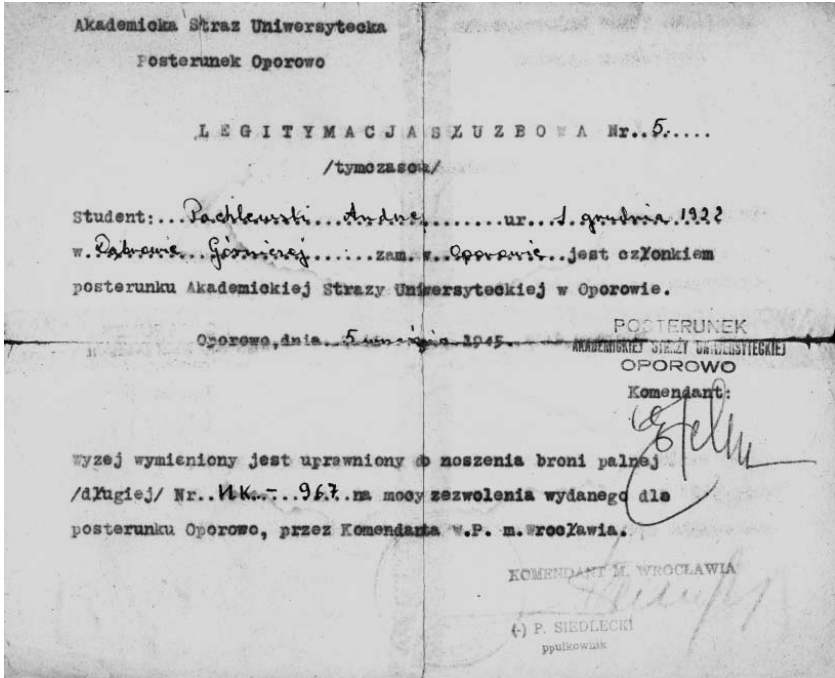 Akademicka Straz Uniwersytecka
Posterunek Oporowo
LEGITYMACJA SŁUZBOWA Nr..5.....
/tymczasowa/
Student:...Pachlewski...Andrzej........ur...1 grudnia 1922
w..Dąbrowie..Górniczej.......zam.w..Oporowie..jest członkiem
posterunku Akademickiej Strazy Uniwersyteckiej w Oporowie.
Oporowo,dnia...5 sierpnia...1945.
POSTERUNEK
AKADEMICKIEJ STRAŻY UNIWERSYTECKIEJ
OPOROWO
Komendant:
Wyzej wymieniony jest uprawniony do noszenia broni palnej
/długiej/ Nr..NK.-...967..na mocy zezwolenia wydanego dla
posterunku Oporowo, przez Komendanta W.P. m.Wrocławia.
KOMENDANT M. WROCŁAWIA
(-) P. SIEDLECKI
ppułkownik